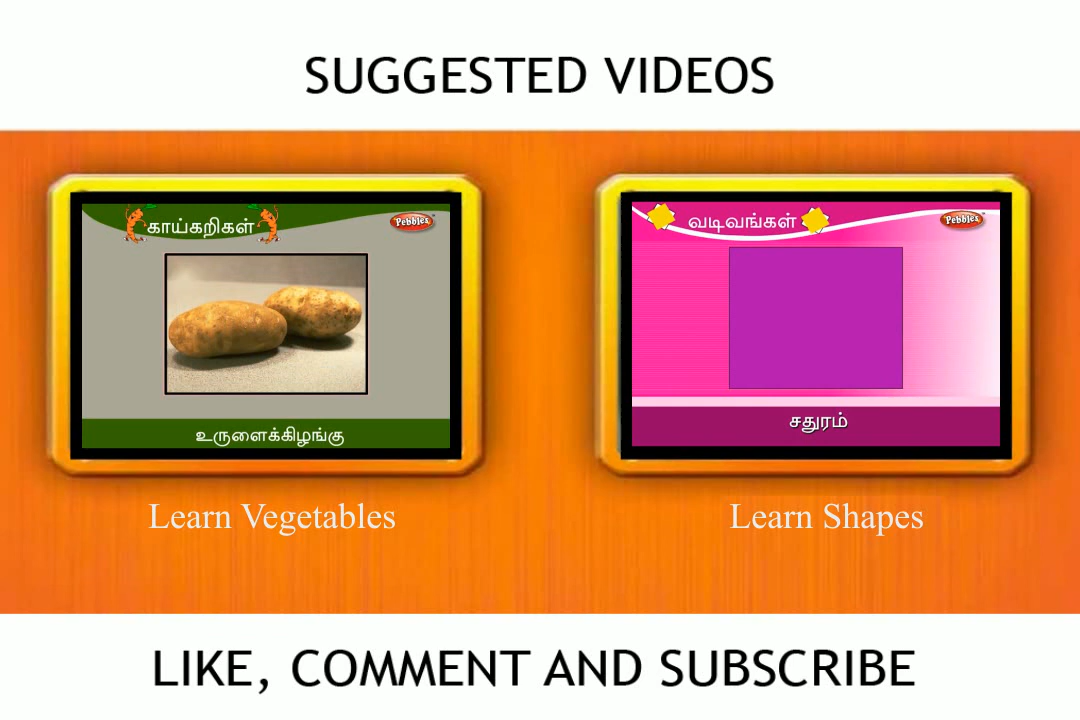 SUGGESTED VIDEOS
காய்கறிகள்
Pebbles
உருளைக்கிழங்கு
வடிவங்கள்
Pebbles
சதுரம்
Learn Vegetables
Learn Shapes
LIKE, COMMENT AND SUBSCRIBE